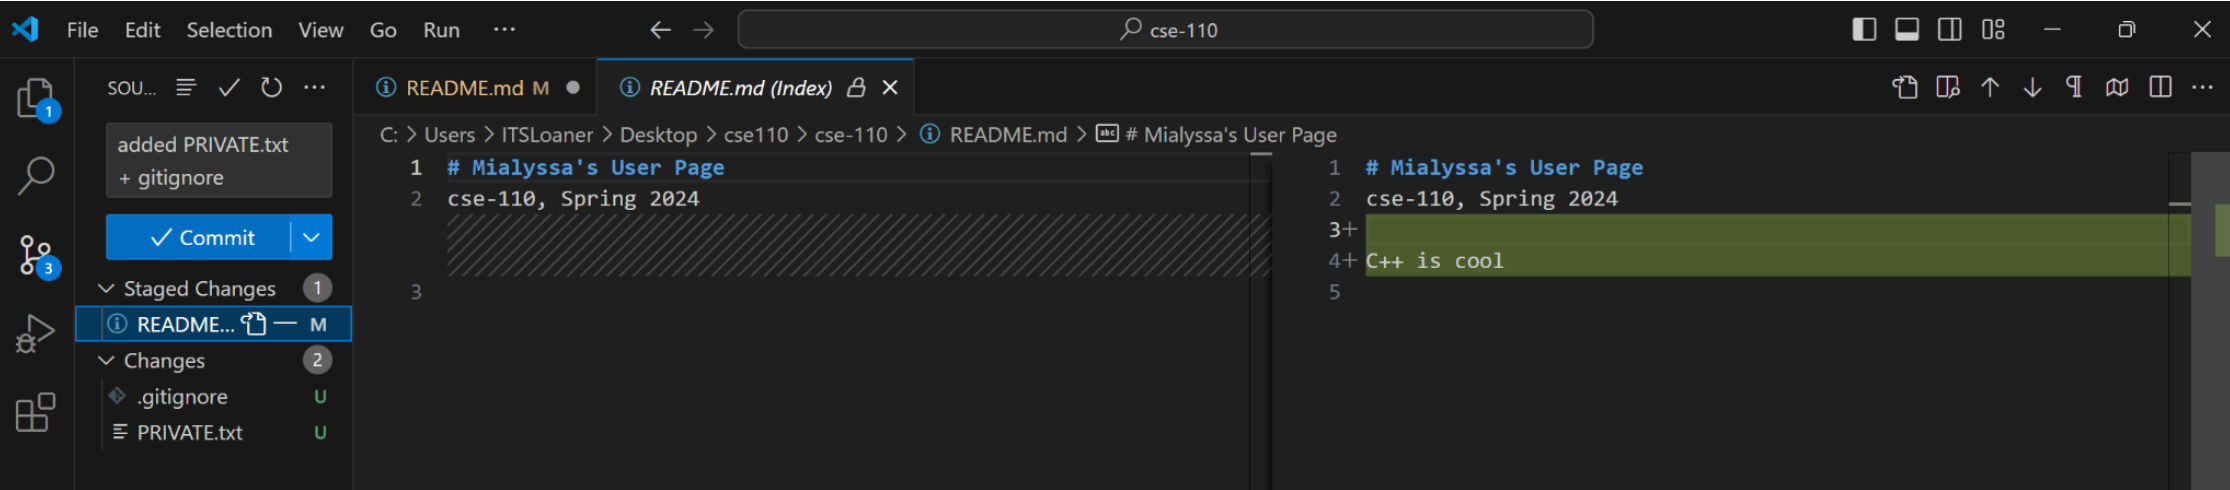 File Edit Selection View Go Run ... cse-110
SOU... ...
README.md M
README.md (Index)
1
added PRIVATE.txt
+ gitignore
C: > Users > ITSLoaner > Desktop > cse110 > cse-110 > README.md > abc # Mialyssa's User Page
Commit
3
Staged Changes 1
README... M
Changes 2
.gitignore U
PRIVATE.txt U
1 # Mialyssa's User Page
2 cse-110, Spring 2024
3
1 # Mialyssa's User Page
2 cse-110, Spring 2024
3+
4+ C++ is cool
5